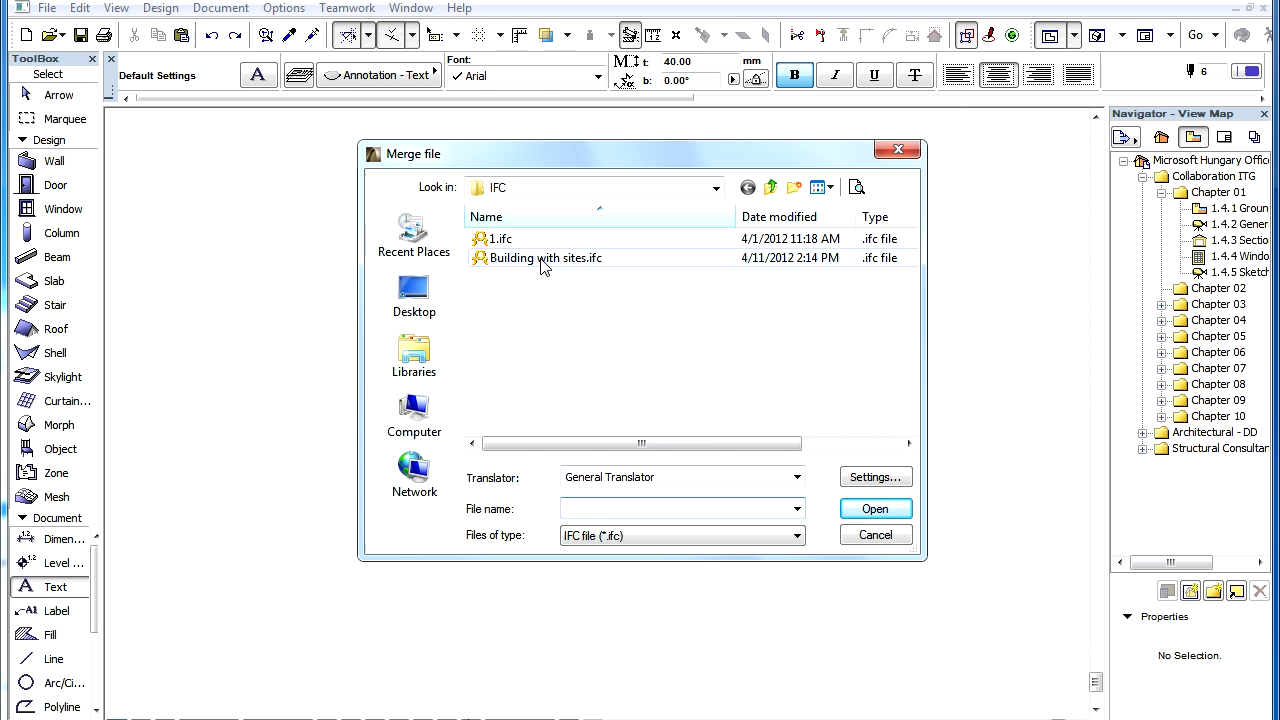 File Edit View Design Document Options Teamwork Window Help
Go
ToolBox
Select
Arrow
Marquee
Design
Wall
Door
Window
Column
Beam
Slab
Stair
Roof
Shell
Skylight
Curtain...
Morph
Object
Zone
Mesh
Document
Dimen...
Level ...
Text
Label
Fill
Line
Arc/Ci...
Polyline
Default Settings
Annotation - Text
Font:
Arial
t: 40.00 mm
b: 0.00°
B I U T
6
Merge file
Look in: IFC
Name Date modified Type
1.ifc 4/1/2012 11:18 AM .ifc file
Building with sites.ifc 4/11/2012 2:14 PM .ifc file
Recent Places
Desktop
Libraries
Computer
Network
Translator: General Translator Settings...
File name: Open
Files of type: IFC file (*.ifc) Cancel
Navigator - View Map
Microsoft Hungary Offic
Collaboration ITG
Chapter 01
1.4.1 Groun
1.4.2 Gener
1.4.3 Sectio
1.4.4 Windo
1.4.5 Sketch
Chapter 02
Chapter 03
Chapter 04
Chapter 05
Chapter 06
Chapter 07
Chapter 08
Chapter 09
Chapter 10
Architectural - DD
Structural Consultan
Properties
No Selection.